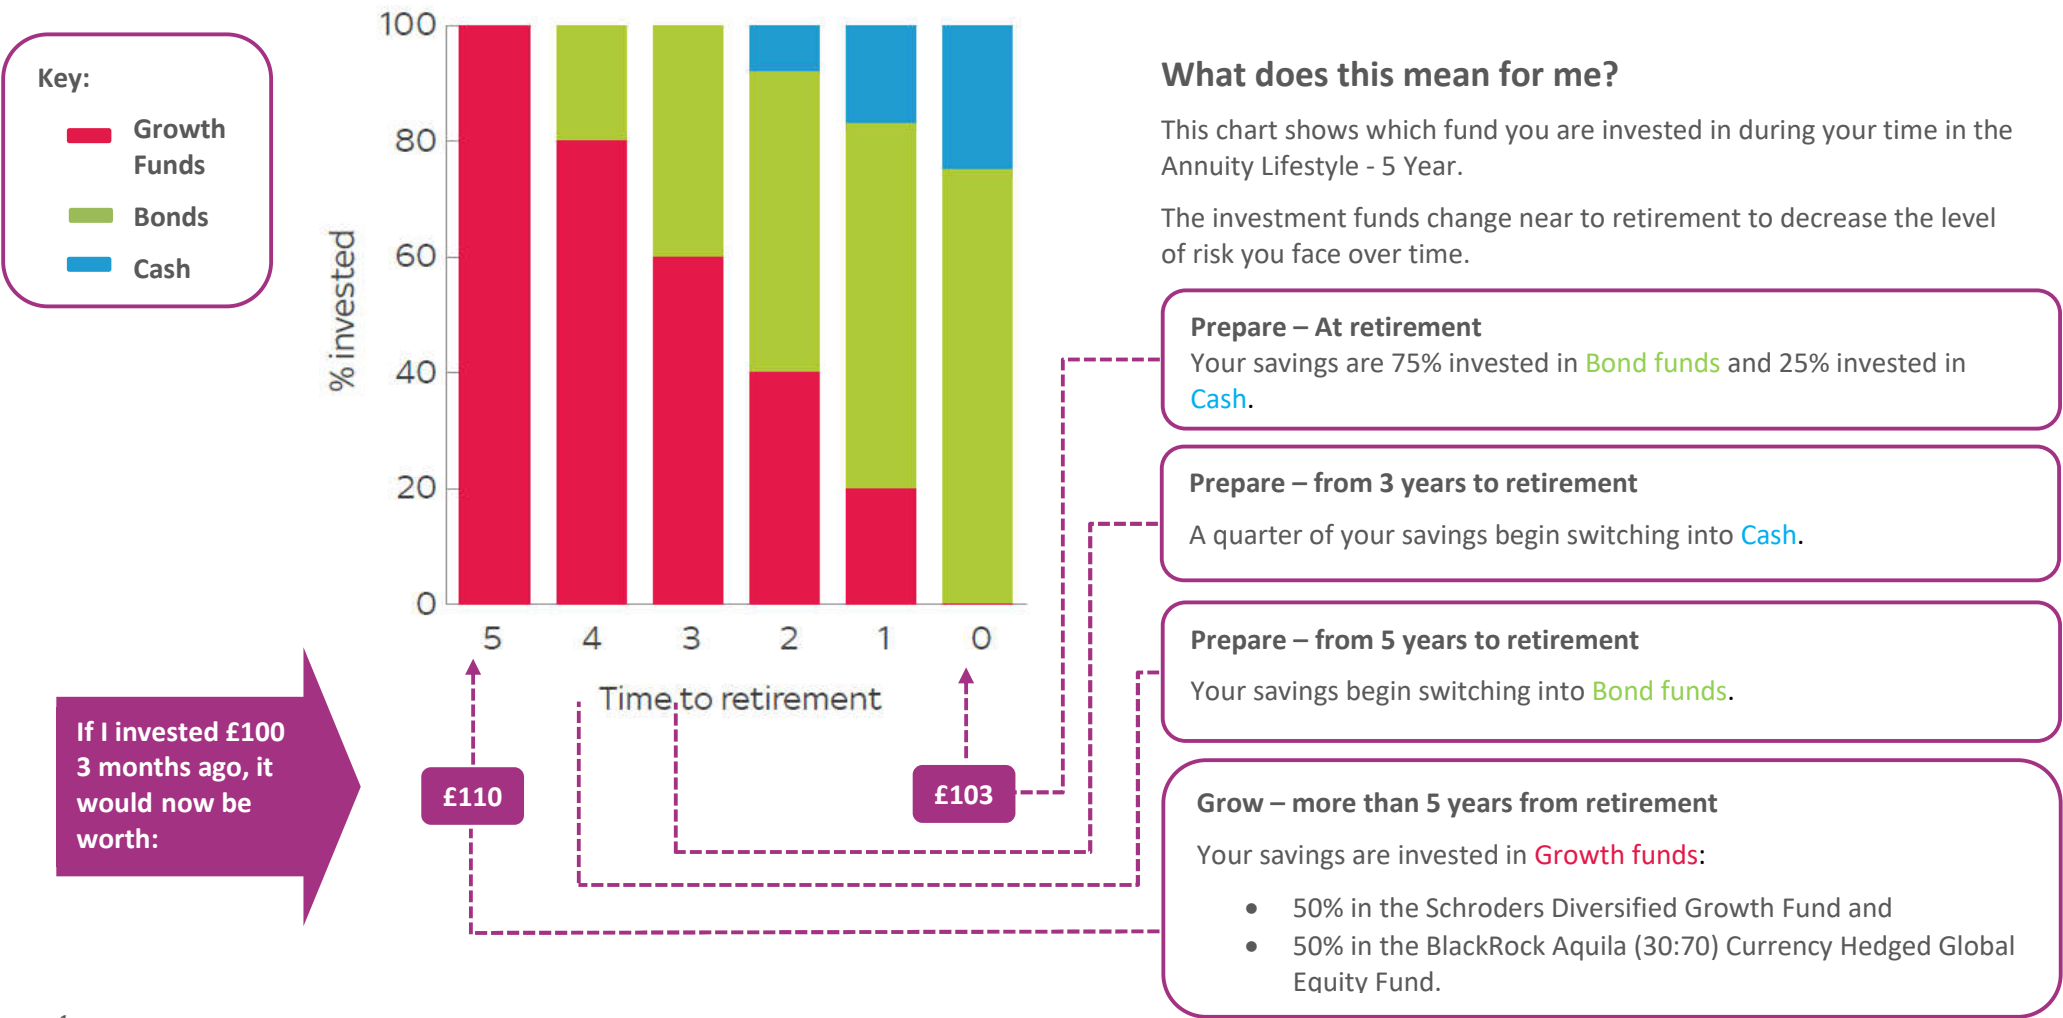 Key:
Growth
Funds
Bonds
Cash
% invested
100
80
60
40
20
0
5 4 3 2 1 0
Time to retirement
If I invested £100
3 months ago, it
would now be
worth:
£110
£103
What does this mean for me?
This chart shows which fund you are invested in during your time in the
Annuity Lifestyle - 5 Year.
The investment funds change near to retirement to decrease the level
of risk you face over time.
Prepare – At retirement
Your savings are 75% invested in Bond funds and 25% invested in
Cash.
Prepare – from 3 years to retirement
A quarter of your savings begin switching into Cash.
Prepare – from 5 years to retirement
Your savings begin switching into Bond funds.
Grow – more than 5 years from retirement
Your savings are invested in Growth funds:
• 50% in the Schroders Diversified Growth Fund and
• 50% in the BlackRock Aquila (30:70) Currency Hedged Global
Equity Fund.